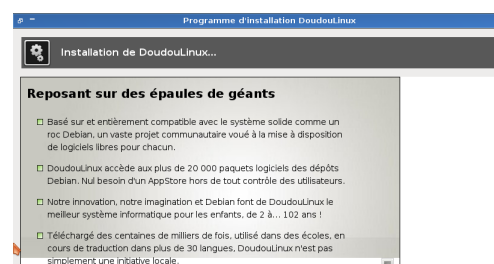 Programme d'installation DoudouLinux
Installation de DoudouLinux...
Reposant sur des épaules de géants
Basé sur et entièrement compatible avec le système solide comme un
roc Debian, un vaste projet communautaire voué à la mise à disposition
de logiciels libres pour chacun.
DoudouLinux accède aux plus de 20 000 paquets logiciels des dépôts
Debian. Nul besoin d'un AppStore hors de tout contrôle des utilisateurs.
Notre innovation, notre imagination et Debian font de DoudouLinux le
meilleur système informatique pour les enfants, de 2 à... 102 ans !
Téléchargé des centaines de milliers de fois, utilisé dans des écoles, en
cours de traduction dans plus de 30 langues, DoudouLinux n'est pas
simplement une initiative locale.